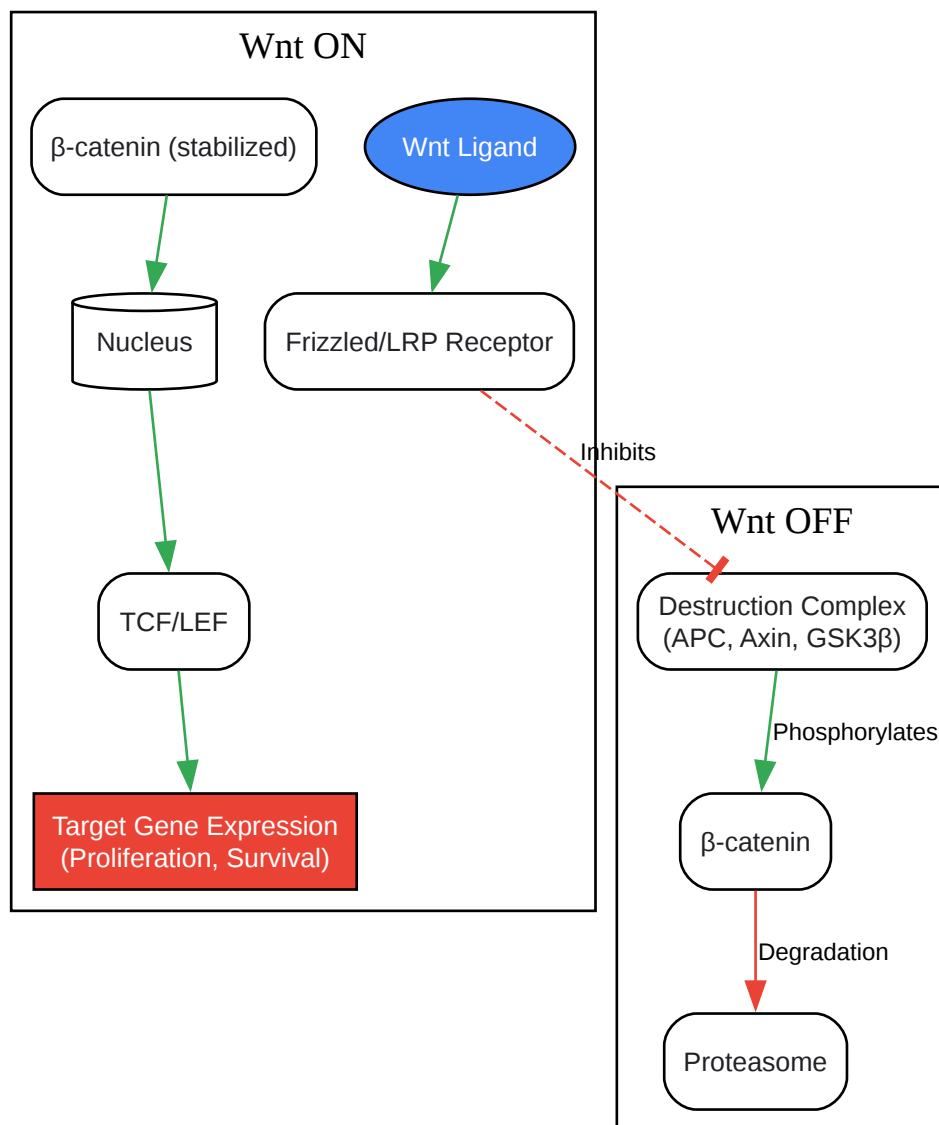 Wnt ON
β-catenin (stabilized)
Wnt Ligand
Nucleus
Frizzled/LRP Receptor
Inhibits
TCF/LEF
Target Gene Expression
(Proliferation, Survival)
Wnt OFF
Destruction Complex
(APC, Axin, GSK3β)
Phosphorylates
β-catenin
Degradation
Proteasome